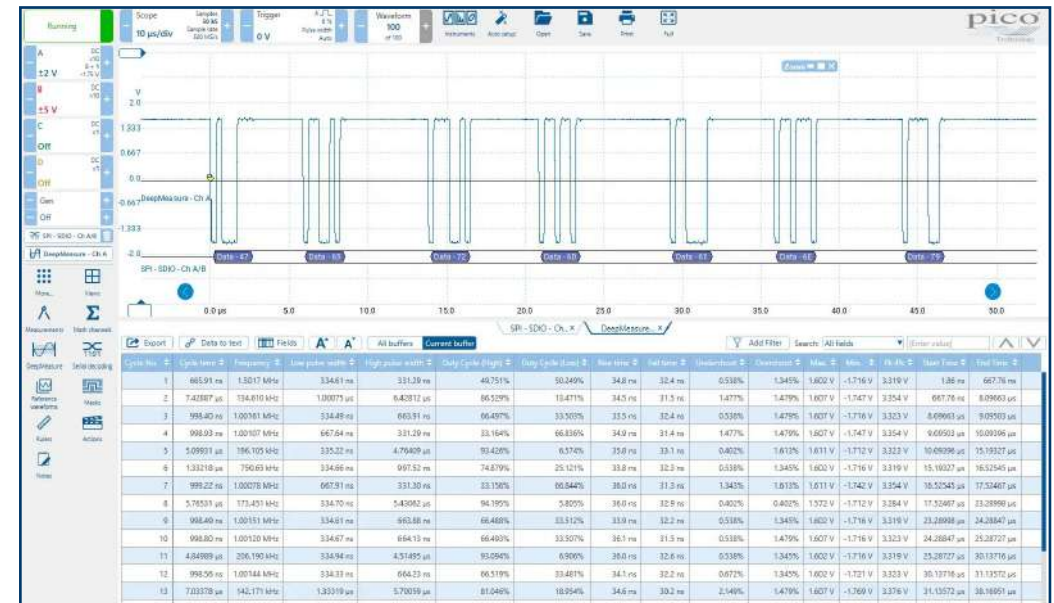 Running
Scope
10 µs/div
Samples
Sample rate
Trigger
0 V
Pulse width
Auto
Waveform
100
of 100
Instruments
Auto setup
Open
Save
Print
Full
pico
Technology
A
DC
x10
±2 V
B
DC
x10
±5 V
C
DC
x1
Off
D
DC
x1
Off
Gen
Off
SPI - SDIO - Ch A/B
DeepMeasure - Ch A
More...
Views
Measurements
Math channels
DeepMeasure
Serial decoding
Reference waveforms
Masks
Rulers
Actions
Notes
Zoom
V
2.0
1.333
0.667
0.0
-0.667
DeepMeasure - Ch A
-1.333
-2.0
Data - 47
Data - 65
Data - 72
Data - 6D
Data - 61
Data - 6E
Data - 79
SPI - SDIO - Ch A/B
0.0 µs 5.0 10.0 15.0 20.0 25.0 30.0 35.0 40.0 45.0 50.0
SPI - SDIO - Ch... X
DeepMeasure... X
Export Data to text Fields A+ A- All buffers Current buffer Add Filter Search: All fields [Enter value]
Cycle No. Cycle time Frequency Low pulse width High pulse width Duty Cycle (High) Duty Cycle (Low) Rise time Fall time Undershoot Overshoot Max. Min. Pk-Pk Start Time End Time
1 665.91 ns 1.5017 MHz 334.61 ns 331.29 ns 49.751% 50.249% 34.8 ns 32.4 ns 0.538% 1.345% 1.602 V -1.716 V 3.319 V 1.86 ns 667.76 ns
2 7.42887 µs 134.610 kHz 1.00075 µs 6.42812 µs 86.529% 13.471% 34.5 ns 31.5 ns 1.477% 1.479% 1.607 V -1.747 V 3.354 V 667.76 ns 8.09663 µs
3 998.40 ns 1.00161 MHz 334.49 ns 663.91 ns 66.497% 33.503% 33.5 ns 32.4 ns 0.538% 1.479% 1.607 V -1.716 V 3.323 V 8.09663 µs 9.09503 µs
4 998.93 ns 1.00107 MHz 667.64 ns 331.29 ns 33.164% 66.836% 34.9 ns 31.4 ns 1.477% 1.479% 1.607 V -1.747 V 3.354 V 9.09503 µs 10.09396 µs
5 5.09931 µs 196.105 kHz 335.22 ns 4.76409 µs 93.426% 6.574% 35.8 ns 33.1 ns 0.402% 1.613% 1.611 V -1.712 V 3.323 V 10.09396 µs 15.19327 µs
6 1.33218 µs 750.65 kHz 334.66 ns 997.52 ns 74.879% 25.121% 33.8 ns 32.3 ns 0.538% 1.345% 1.602 V -1.716 V 3.319 V 15.19327 µs 16.52545 µs
7 999.22 ns 1.00078 MHz 667.91 ns 331.30 ns 33.156% 66.844% 36.0 ns 31.3 ns 1.343% 1.613% 1.611 V -1.742 V 3.354 V 16.52545 µs 17.52467 µs
8 5.76531 µs 173.451 kHz 334.70 ns 5.43062 µs 94.195% 5.805% 36.0 ns 32.9 ns 0.402% 0.402% 1.572 V -1.712 V 3.284 V 17.52467 µs 23.28998 µs
9 998.49 ns 1.00151 MHz 334.61 ns 663.88 ns 66.488% 33.512% 33.9 ns 32.2 ns 0.538% 1.345% 1.602 V -1.716 V 3.319 V 23.28998 µs 24.28847 µs
10 998.80 ns 1.00120 MHz 334.67 ns 664.13 ns 66.493% 33.507% 36.1 ns 31.5 ns 0.538% 1.479% 1.607 V -1.716 V 3.323 V 24.28847 µs 25.28727 µs
11 4.84989 µs 206.190 kHz 334.94 ns 4.51495 µs 93.094% 6.906% 36.0 ns 32.6 ns 0.538% 1.345% 1.602 V -1.716 V 3.319 V 25.28727 µs 30.13716 µs
12 998.56 ns 1.00144 MHz 334.33 ns 664.23 ns 66.519% 33.481% 34.1 ns 32.2 ns 0.672% 1.345% 1.602 V -1.721 V 3.323 V 30.13716 µs 31.13572 µs
13 7.03378 µs 142.171 kHz 1.33319 µs 5.70059 µs 81.046% 18.954% 34.6 ns 30.2 ns 2.149% 1.479% 1.607 V -1.769 V 3.376 V 31.13572 µs 38.16951 µs